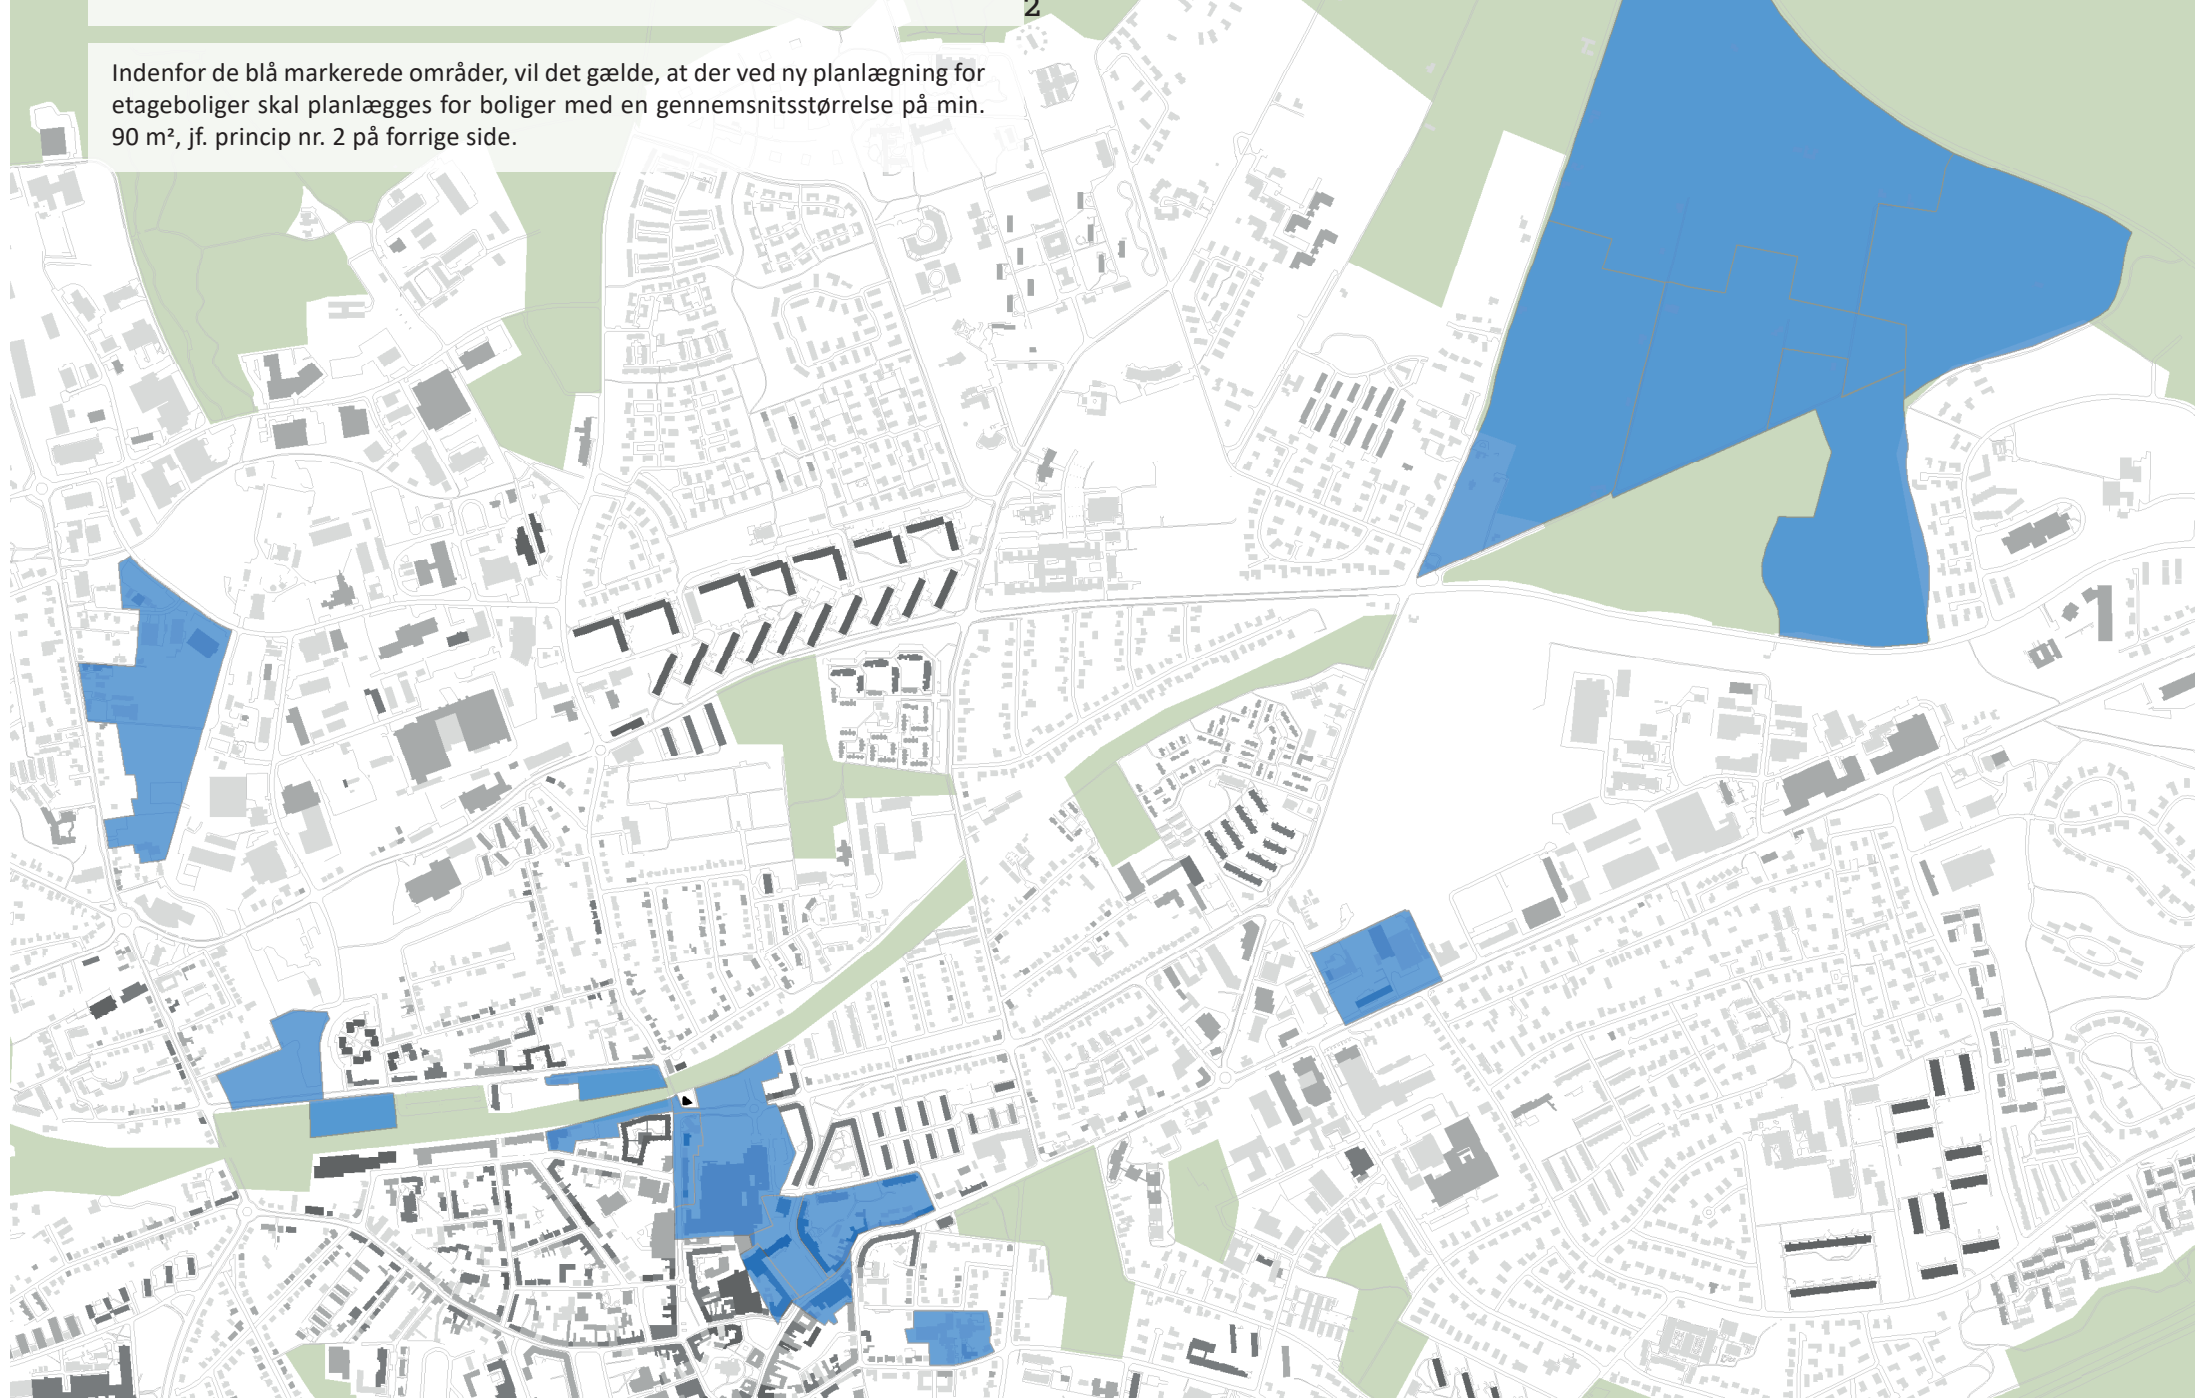 2
Indenfor de blå markerede områder, vil det gælde, at der ved ny planlægning for
etageboliger skal planlægges for boliger med en gennemsnitsstørrelse på min.
90 m², jf. princip nr. 2 på forrige side.